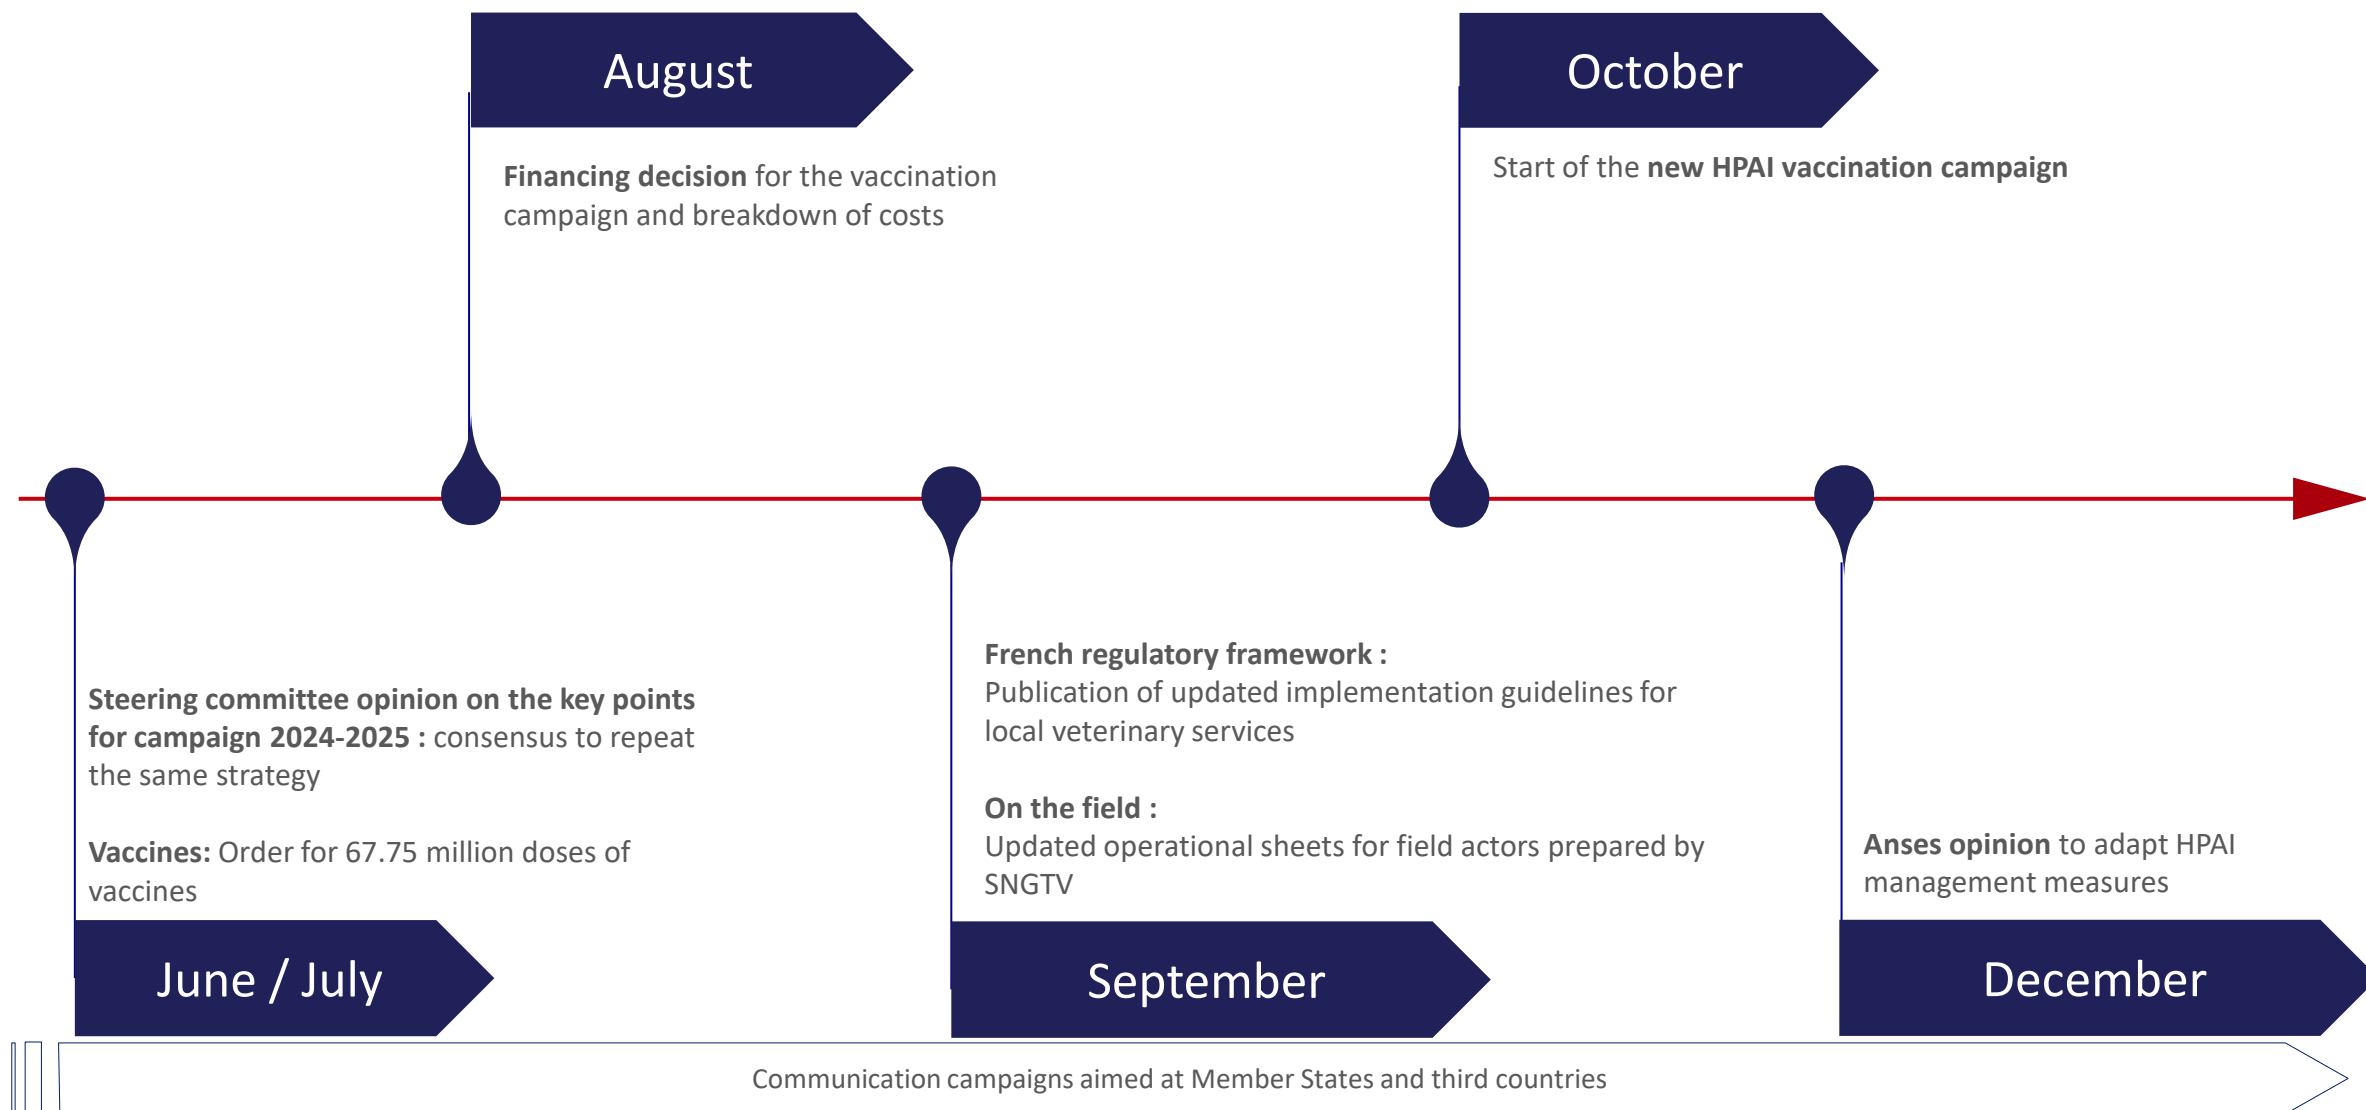 August
Financing decision for the vaccination
campaign and breakdown of costs
October
Start of the new HPAI vaccination campaign
Steering committee opinion on the key points
for campaign 2024-2025 : consensus to repeat
the same strategy
Vaccines: Order for 67.75 million doses of
vaccines
June / July
French regulatory framework :
Publication of updated implementation guidelines for
local veterinary services
On the field :
Updated operational sheets for field actors prepared by
SNGTV
September
Anses opinion to adapt HPAI
management measures
December
Communication campaigns aimed at Member States and third countries